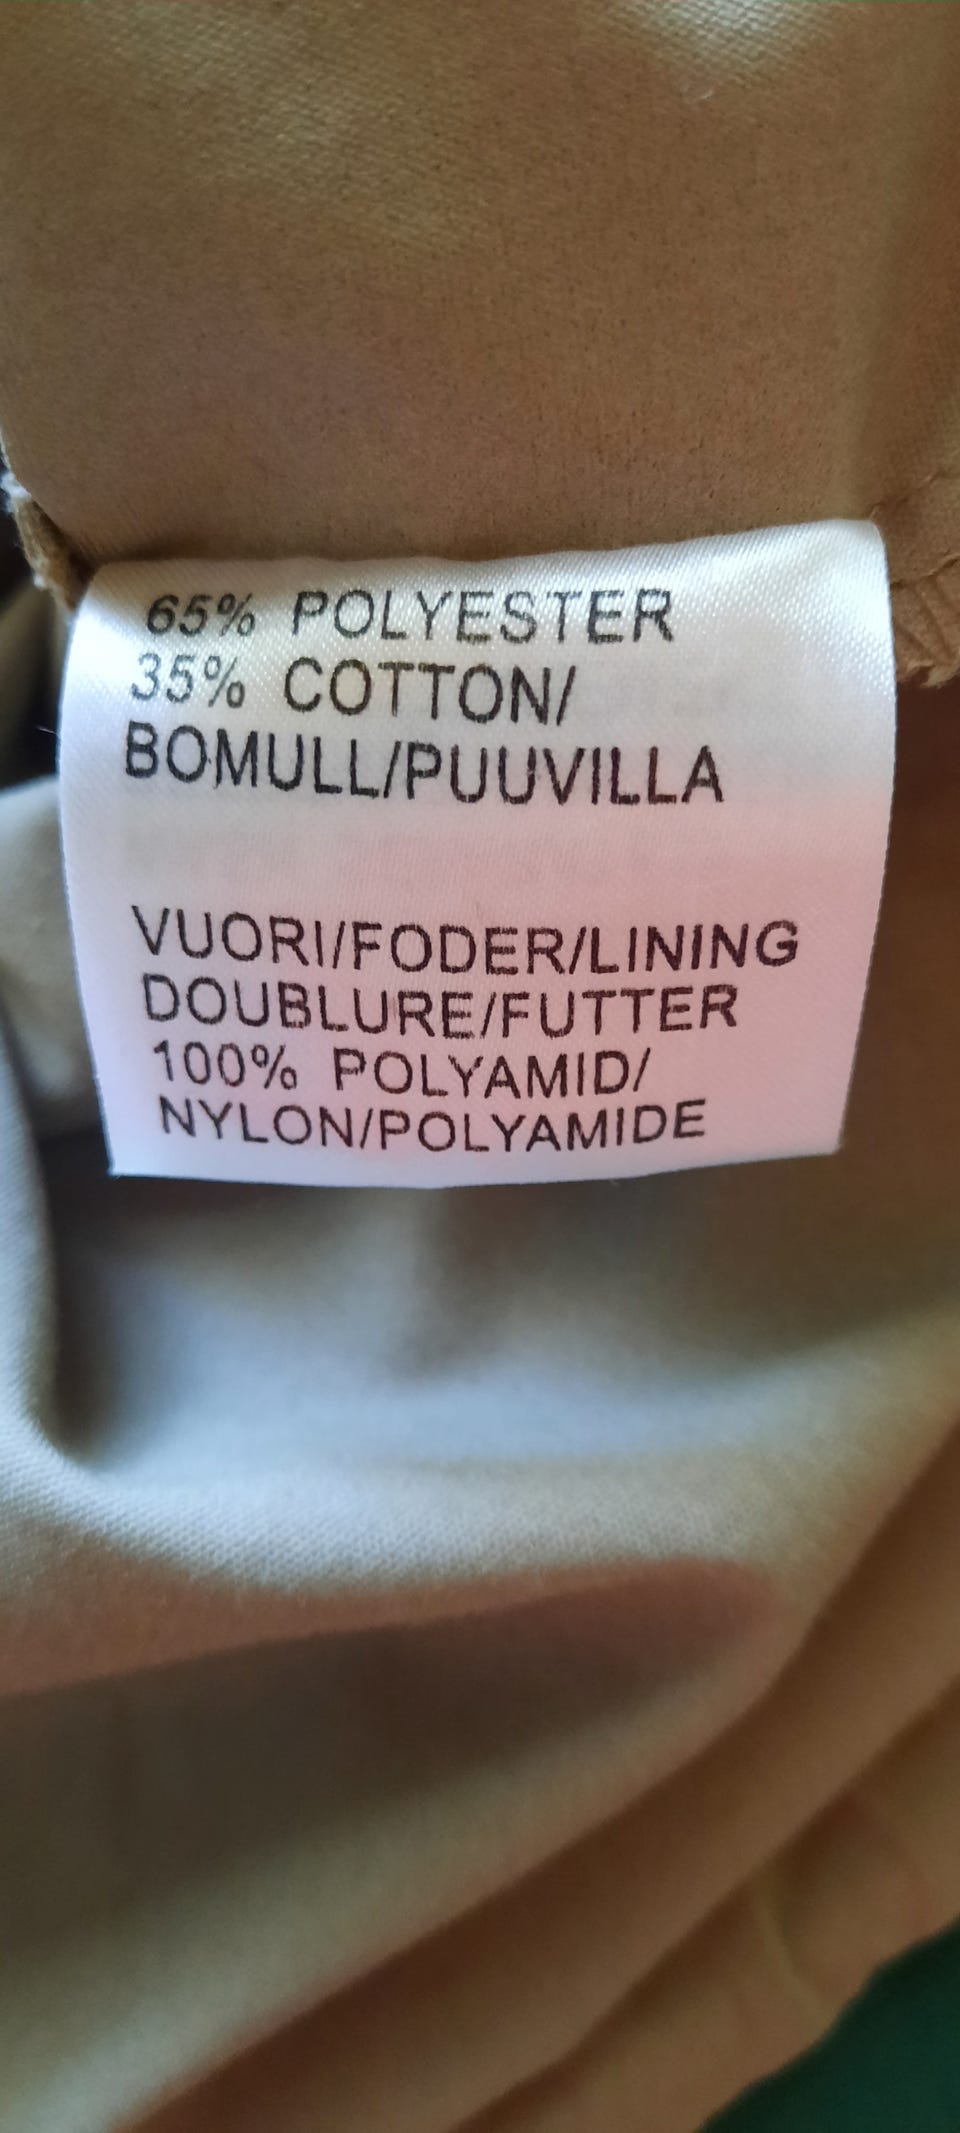 65% POLYESTER
35% COTTON/
BOMULL/PUUVILLA
VUORI/FODER/LINING
DOUBLURE/FUTTER
100% POLYAMID/
NYLON/POLYAMIDE